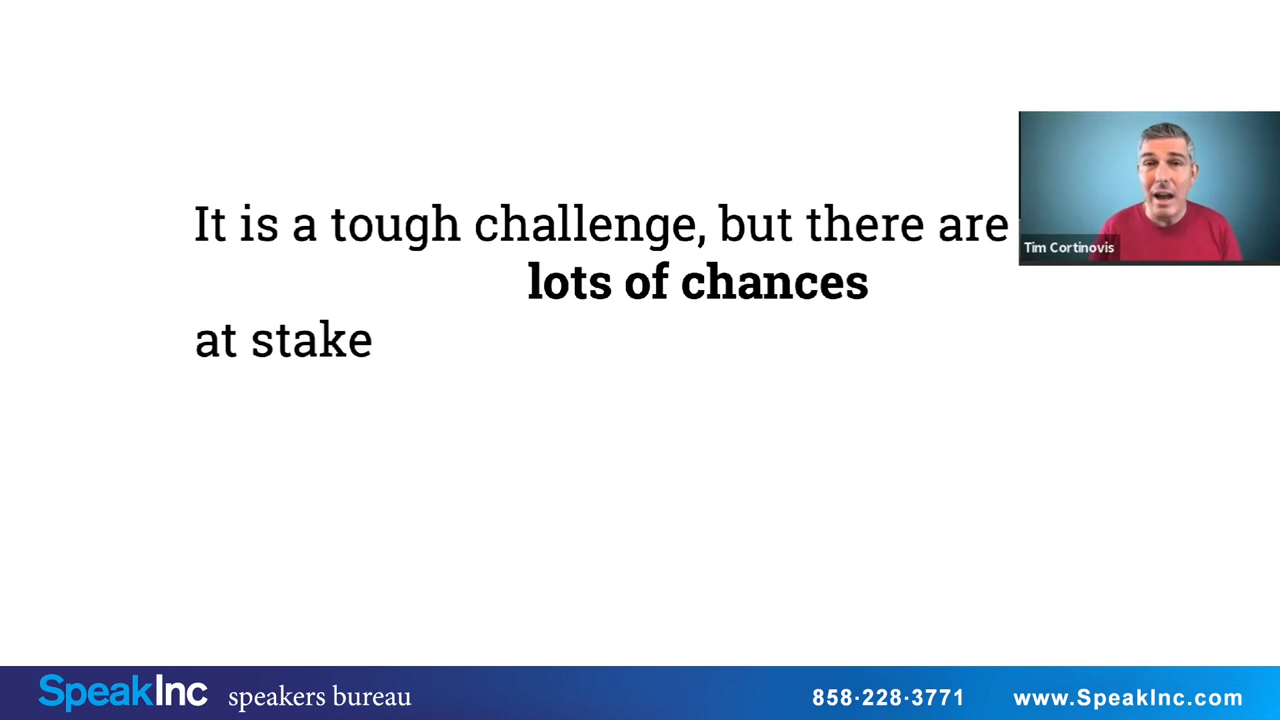 It is a tough challenge, but there are
lots of chances
at stake
Tim Cortinovis
SpeakInc speakers bureau
858·228·3771 www.SpeakInc.com